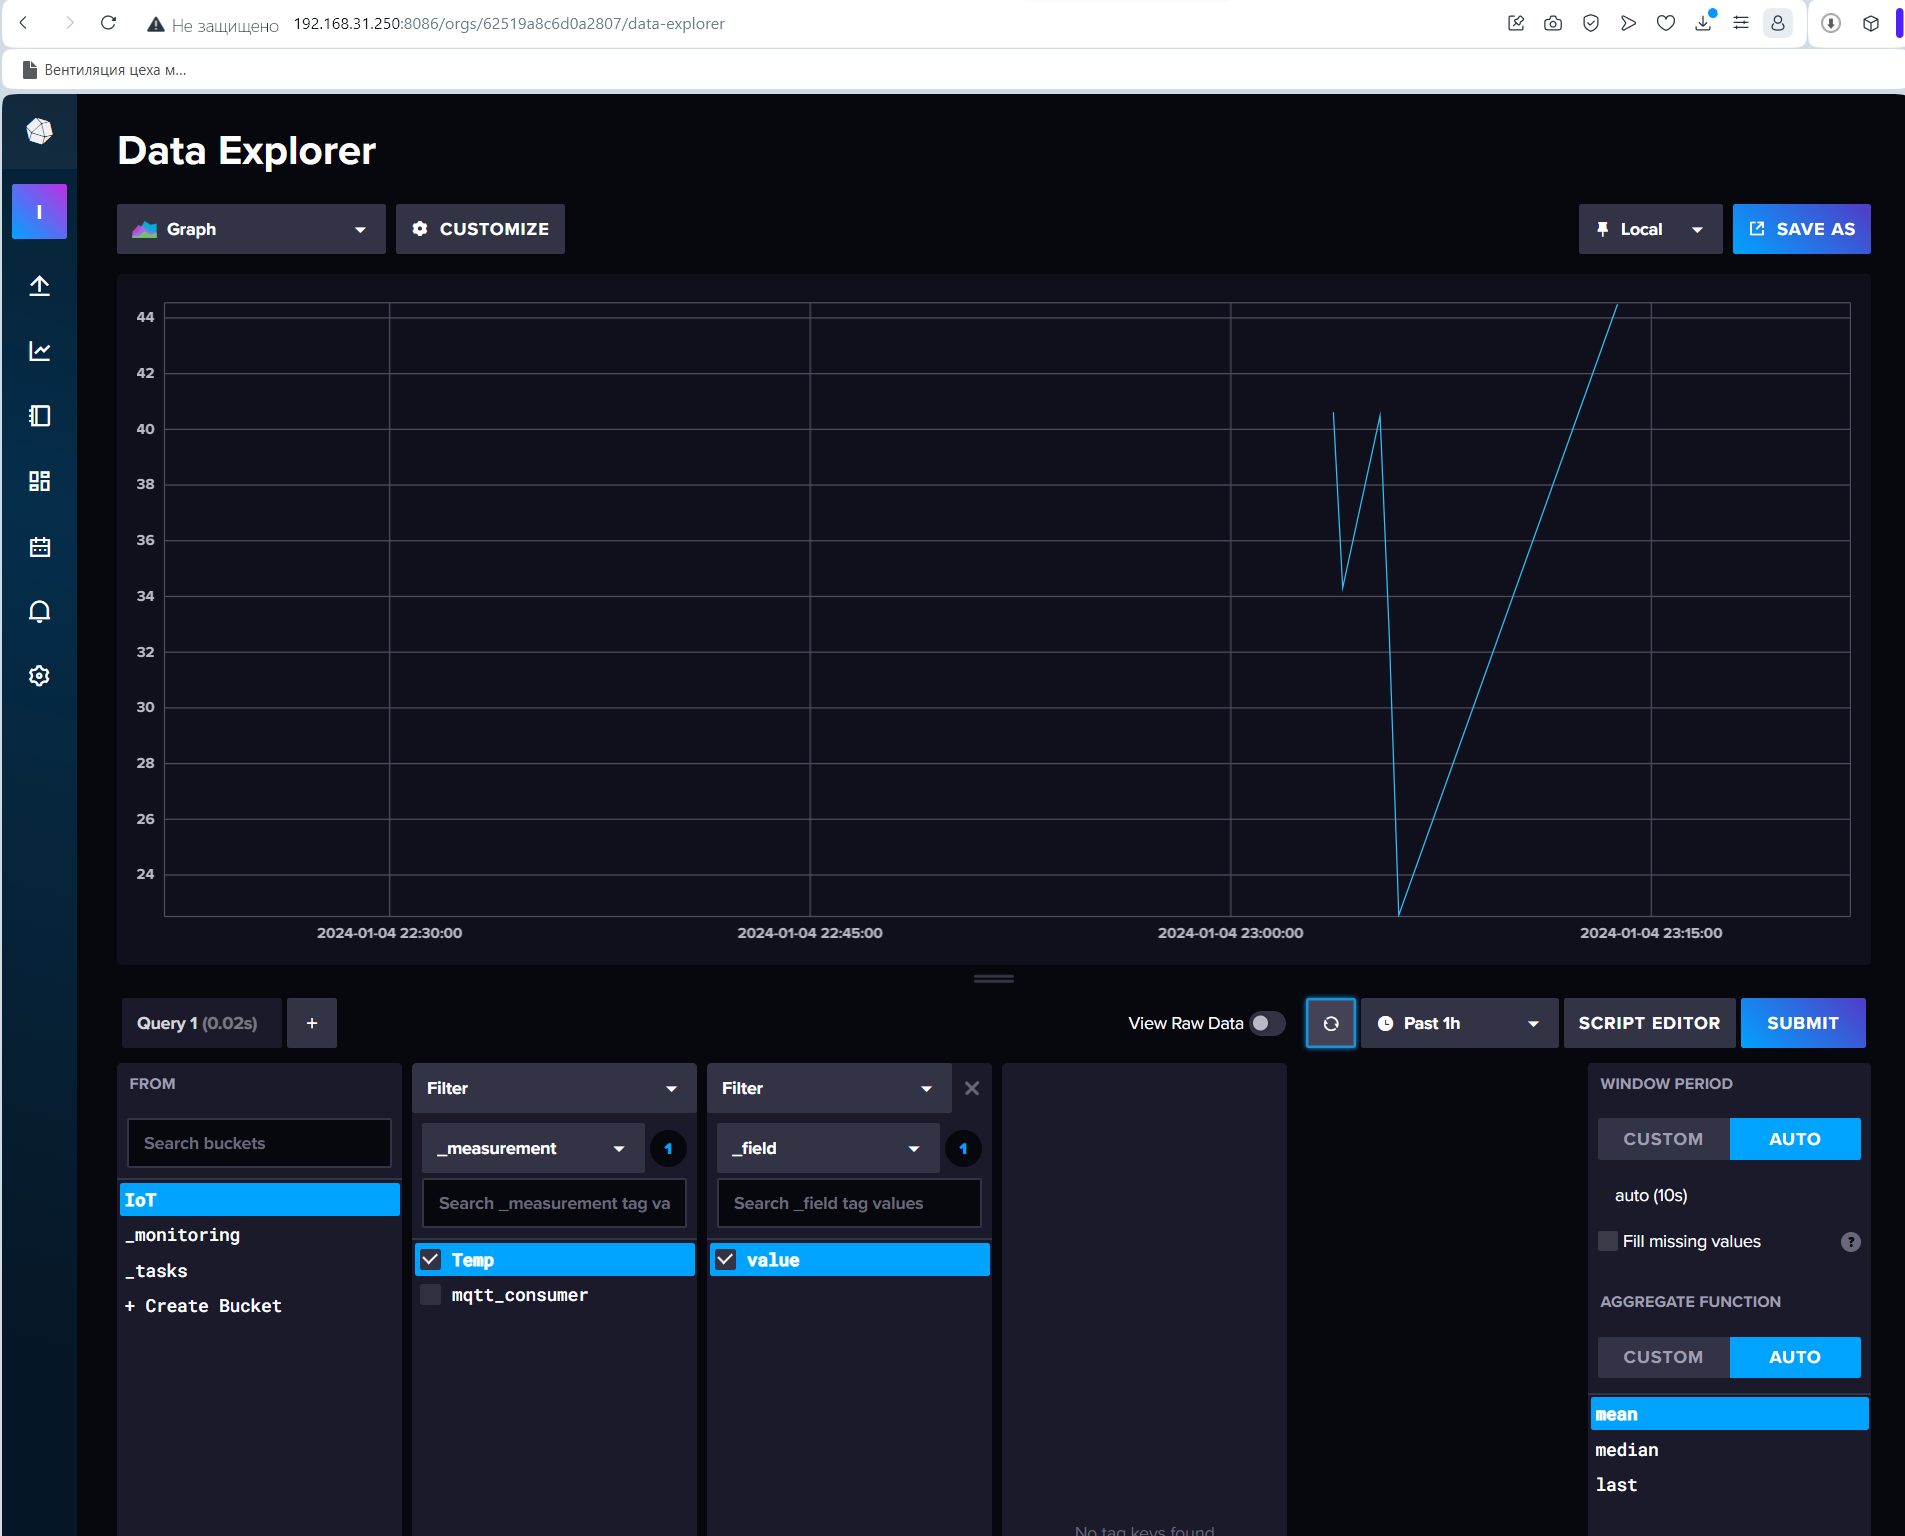 Не защищено 192.168.31.250:8086/orgs/62519a8c6d0a2807/data-explorer
Вентиляция цеха м...
Data Explorer
I
Graph CUSTOMIZE Local SAVE AS
44
42
40
38
36
34
32
30
28
26
24
2024-01-04 22:30:00 2024-01-04 22:45:00 2024-01-04 23:00:00 2024-01-04 23:15:00
Query 1 (0.02s) + View Raw Data Past 1h SCRIPT EDITOR SUBMIT
FROM
Search buckets
IoT
_monitoring
_tasks
+ Create Bucket
Filter
_measurement 1
Search _measurement tag va
Temp
mqtt_consumer
Filter
_field 1
Search _field tag values
value
No tag keys found
WINDOW PERIOD
CUSTOM AUTO
auto (10s)
Fill missing values ?
AGGREGATE FUNCTION
CUSTOM AUTO
mean
median
last